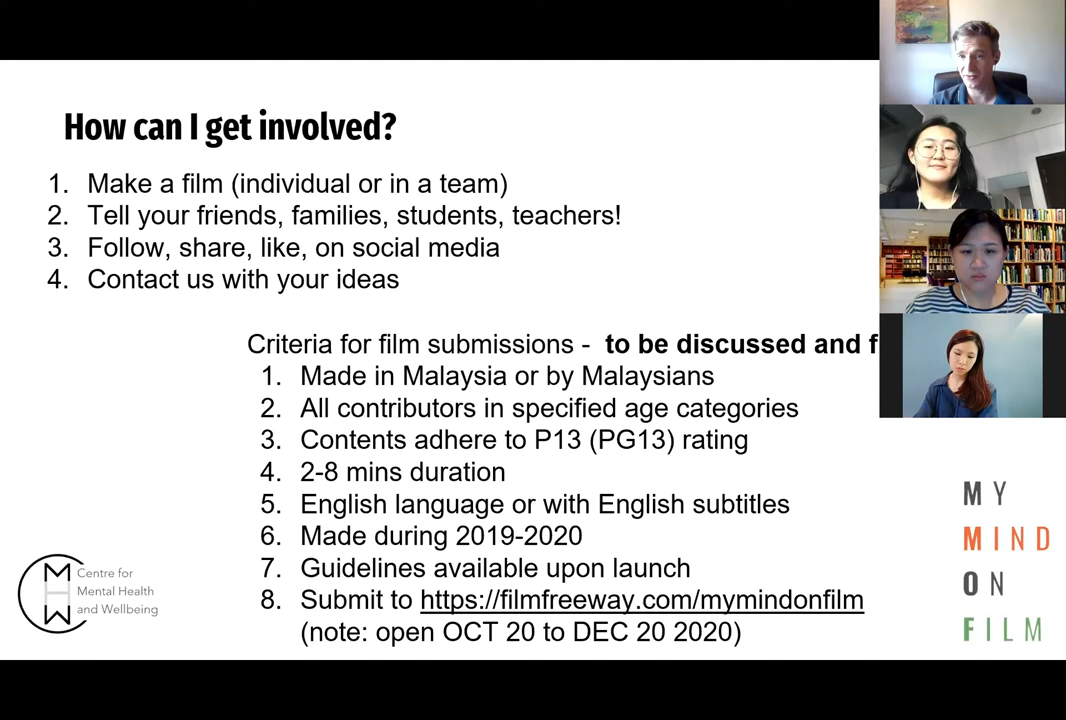 How can I get involved?
1. Make a film (individual or in a team)
2. Tell your friends, families, students, teachers!
3. Follow, share, like, on social media
4. Contact us with your ideas
Criteria for film submissions - to be discussed and f
1. Made in Malaysia or by Malaysians
2. All contributors in specified age categories
3. Contents adhere to P13 (PG13) rating
4. 2-8 mins duration
5. English language or with English subtitles
6. Made during 2019-2020
7. Guidelines available upon launch
8. Submit to https://filmfreeway.com/mymindonfilm
(note: open OCT 20 to DEC 20 2020)
MHW
Centre for
Mental Health
and Wellbeing
MY
MIND
ON
FILM